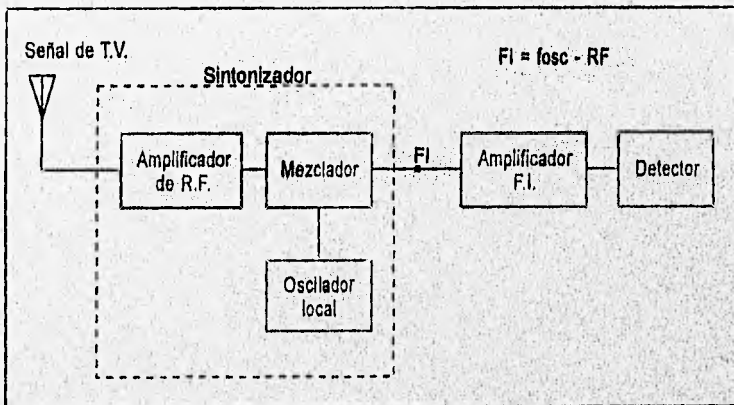 Señal de T.V.
FI = fosc - RF
Sintonizador
Amplificador
de R.F.
Mezclador
FI
Amplificador
F.I.
Detector
Oscilador
local